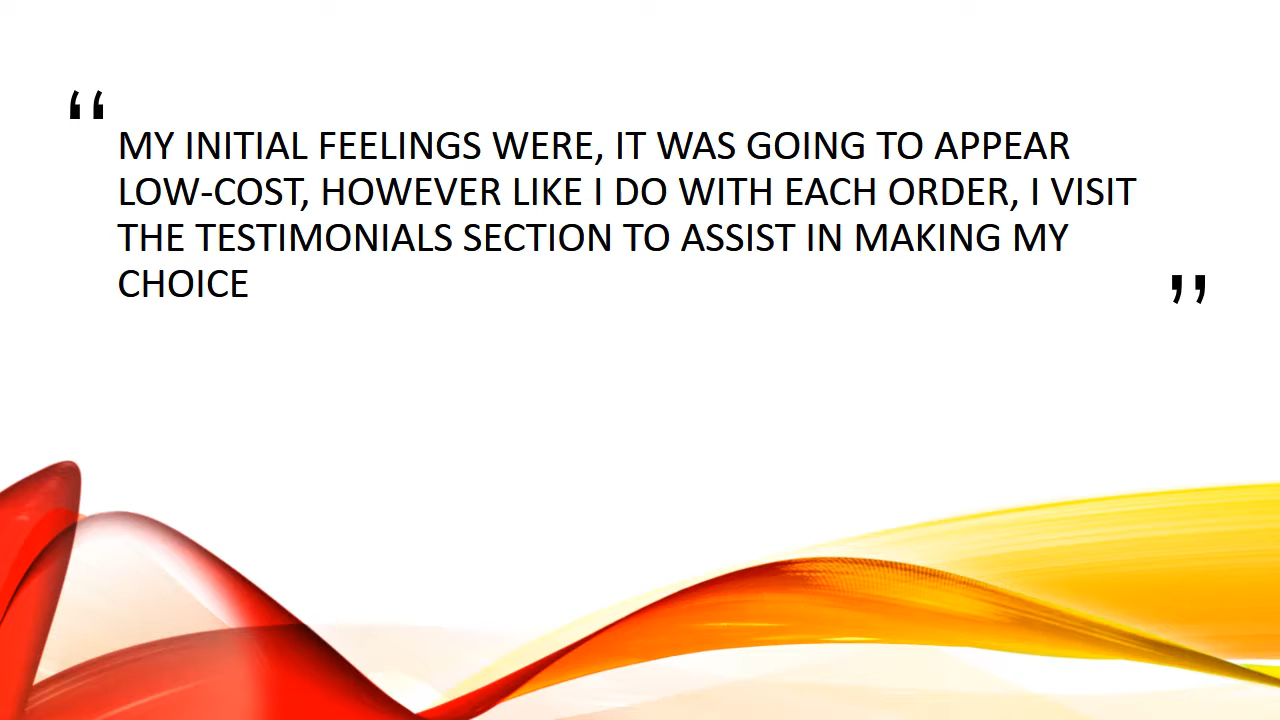 “
MY INITIAL FEELINGS WERE, IT WAS GOING TO APPEAR
LOW-COST, HOWEVER LIKE I DO WITH EACH ORDER, I VISIT
THE TESTIMONIALS SECTION TO ASSIST IN MAKING MY
CHOICE
”